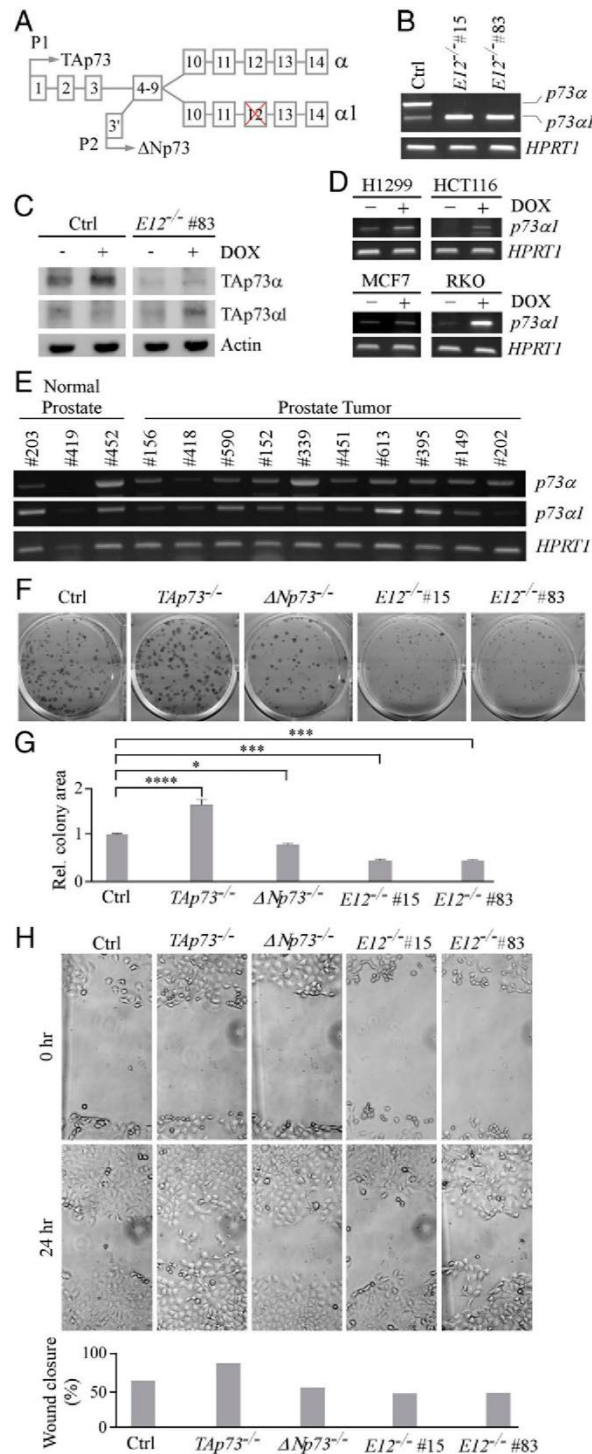 A
P1
TAp73
1 2 3 4-9 10 11 12 13 14 α
3' 10 11 12 13 14 α1
P2 ΔNp73
B
Ctrl E12-/-#15 E12-/-#83
p73α
p73α1
HPRT1
C
Ctrl E12-/- #83
- + - + DOX
TAp73α
TAp73α1
Actin
D
H1299 HCT116
− + − + DOX
p73α1
HPRT1
MCF7 RKO
− + − + DOX
p73α1
HPRT1
E
Normal
Prostate
Prostate Tumor
#203 #419 #452 #156 #418 #590 #152 #339 #451 #613 #395 #149 #202
p73α
p73α1
HPRT1
F
Ctrl TAp73-/- ΔNp73-/- E12-/-#15 E12-/-#83
G
***
***
*
****
Rel. colony area
2
1
0
Ctrl TAp73-/- ΔNp73-/- E12-/- #15 E12-/- #83
H
Ctrl TAp73-/- ΔNp73-/- E12-/-#15 E12-/-#83
0 hr
24 hr
Wound closure
(%)
100
50
0
Ctrl TAp73-/- ΔNp73-/- E12-/-#15 E12-/-#83